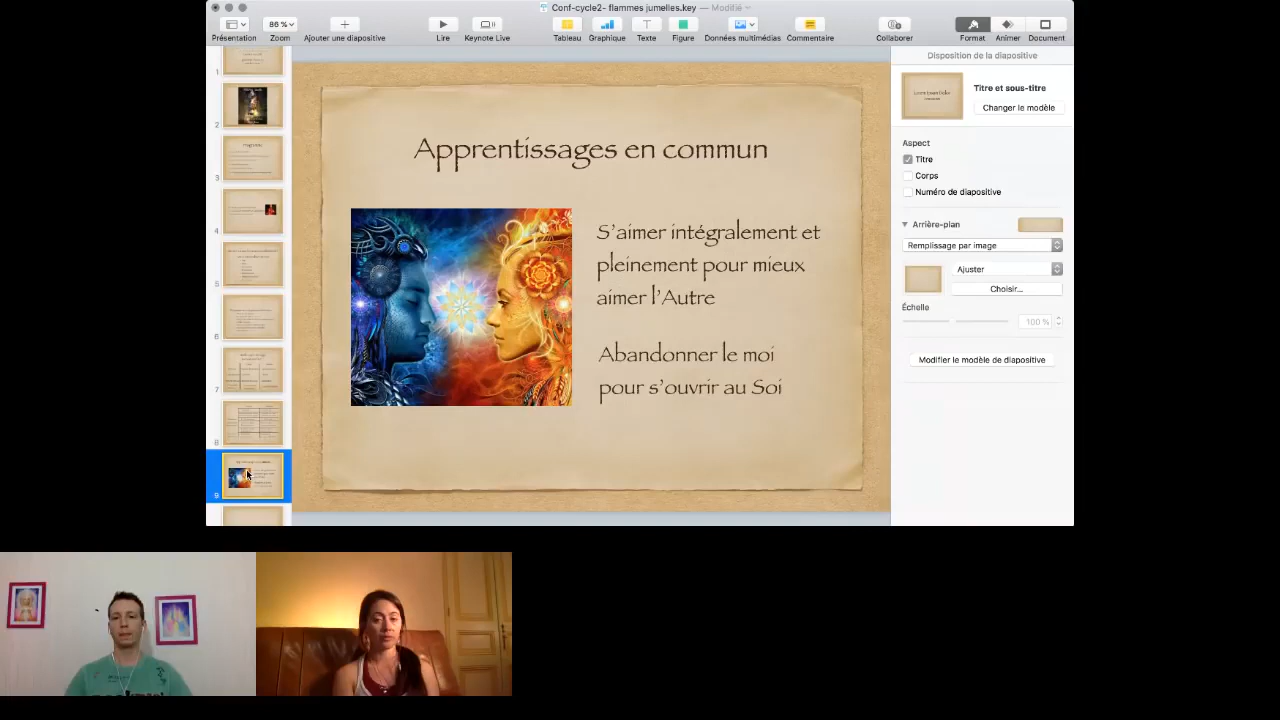 Conf-cycle2- flammes jumelles.key — Modifié
86 %
Présentation
Zoom
Ajouter une diapositive
Lire
Keynote Live
Tableau
Graphique
Texte
Figure
Données multimédias
Commentaire
Collaborer
Format
Animer
Document
1
2
3
4
5
6
7
8
9
Apprentissages en commun
S'aimer intégralement et
pleinement pour mieux
aimer l'Autre
Abandonner le moi
pour s'ouvrir au Soi
Disposition de la diapositive
Titre et sous-titre
Changer le modèle
Aspect
Titre
Corps
Numéro de diapositive
Arrière-plan
Remplissage par image
Ajuster
Choisir...
Échelle
100 %
Modifier le modèle de diapositive